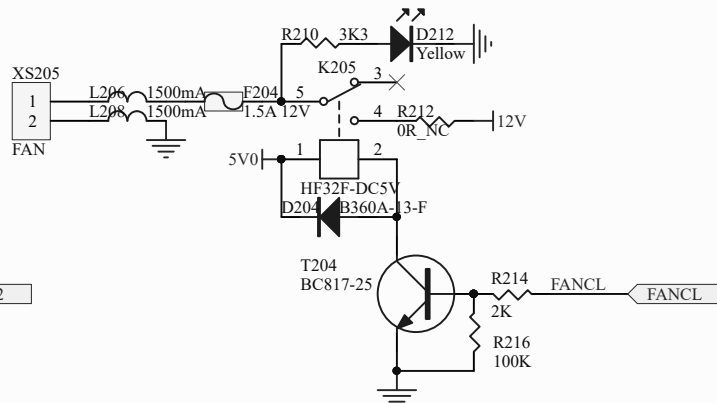 R210 3K3 D212
Yellow
XS205
K205
3
L206 1500mA F204 5
1
L208 1500mA 1.5A 12V
2
4 R212
0R_NC 12V
FAN
5V0 1 2
HF32F-DC5V
D204 B360A-13-F
T204
BC817-25
R214 FANCL FANCL
2K
2
R216
100K